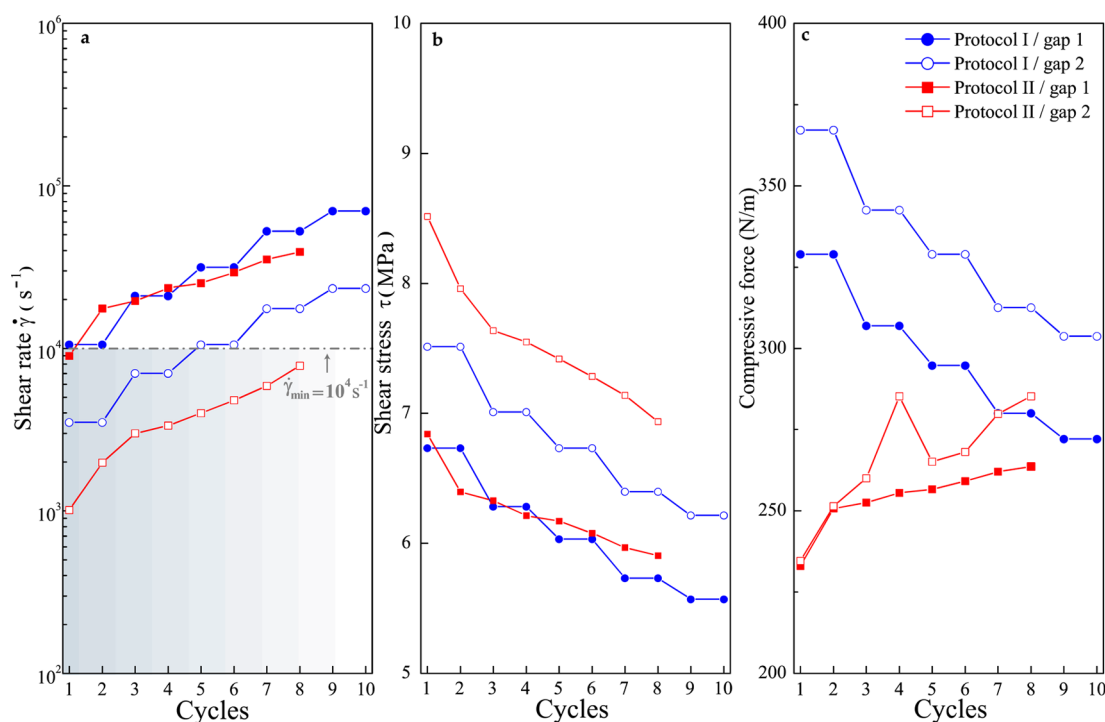 a
Shear rate γ̇ ( s⁻¹)
10⁶
10⁵
10⁴
10³
10²
γ̇min=10⁴s⁻¹
1 2 3 4 5 6 7 8 9 10
Cycles
b
Shear stress τ(MPa)
10
9
8
7
6
5
1 2 3 4 5 6 7 8 9 10
Cycles
c
Compressive force (N/m)
400
350
300
250
200
Protocol I / gap 1
Protocol I / gap 2
Protocol II / gap 1
Protocol II / gap 2
1 2 3 4 5 6 7 8 9 10
Cycles